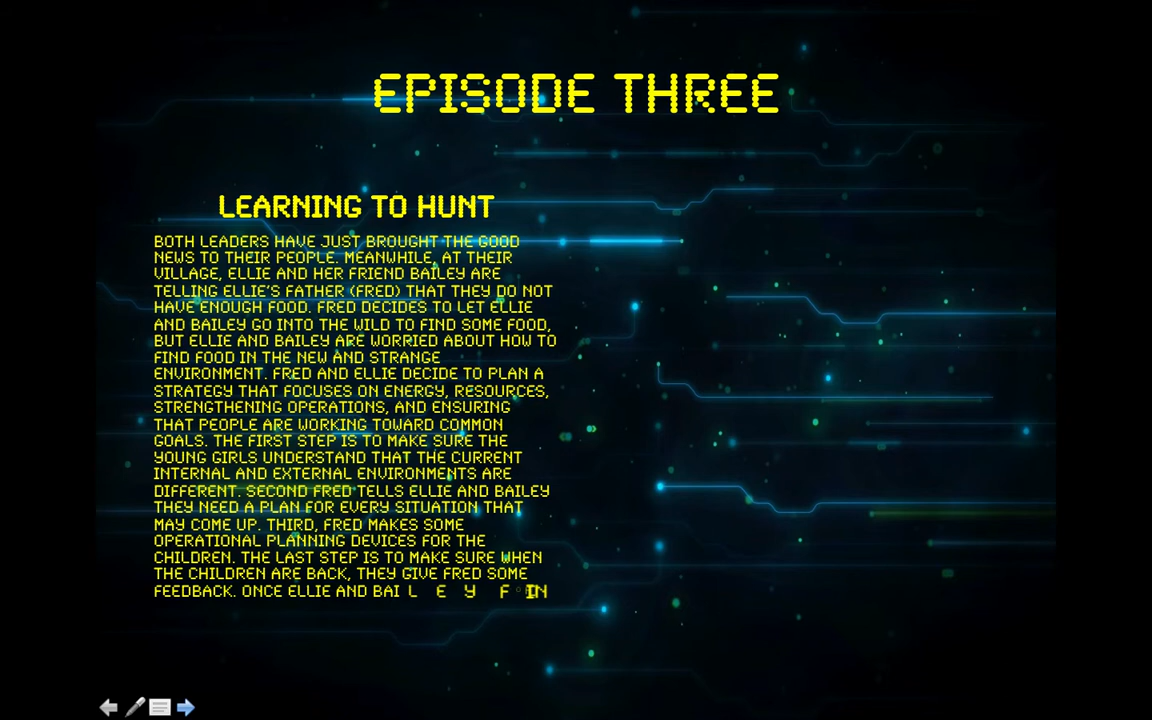 EPISODE THREE
LEARNING TO HUNT
BOTH LEADERS HAVE JUST BROUGHT THE GOOD
NEWS TO THEIR PEOPLE. MEANWHILE, AT THEIR
VILLAGE, ELLIE AND HER FRIEND BAILEY ARE
TELLING ELLIE'S FATHER (FRED) THAT THEY DO NOT
HAVE ENOUGH FOOD. FRED DECIDES TO LET ELLIE
AND BAILEY GO INTO THE WILD TO FIND SOME FOOD,
BUT ELLIE AND BAILEY ARE WORRIED ABOUT HOW TO
FIND FOOD IN THE NEW AND STRANGE
ENVIRONMENT. FRED AND ELLIE DECIDE TO PLAN A
STRATEGY THAT FOCUSES ON ENERGY, RESOURCES,
STRENGTHENING OPERATIONS, AND ENSURING
THAT PEOPLE ARE WORKING TOWARD COMMON
GOALS. THE FIRST STEP IS TO MAKE SURE THE
YOUNG GIRLS UNDERSTAND THAT THE CURRENT
INTERNAL AND EXTERNAL ENVIRONMENTS ARE
DIFFERENT. SECOND FRED TELLS ELLIE AND BAILEY
THEY NEED A PLAN FOR EVERY SITUATION THAT
MAY COME UP. THIRD, FRED MAKES SOME
OPERATIONAL PLANNING DEVICES FOR THE
CHILDREN. THE LAST STEP IS TO MAKE SURE WHEN
THE CHILDREN ARE BACK, THEY GIVE FRED SOME
FEEDBACK. ONCE ELLIE AND BAILEY